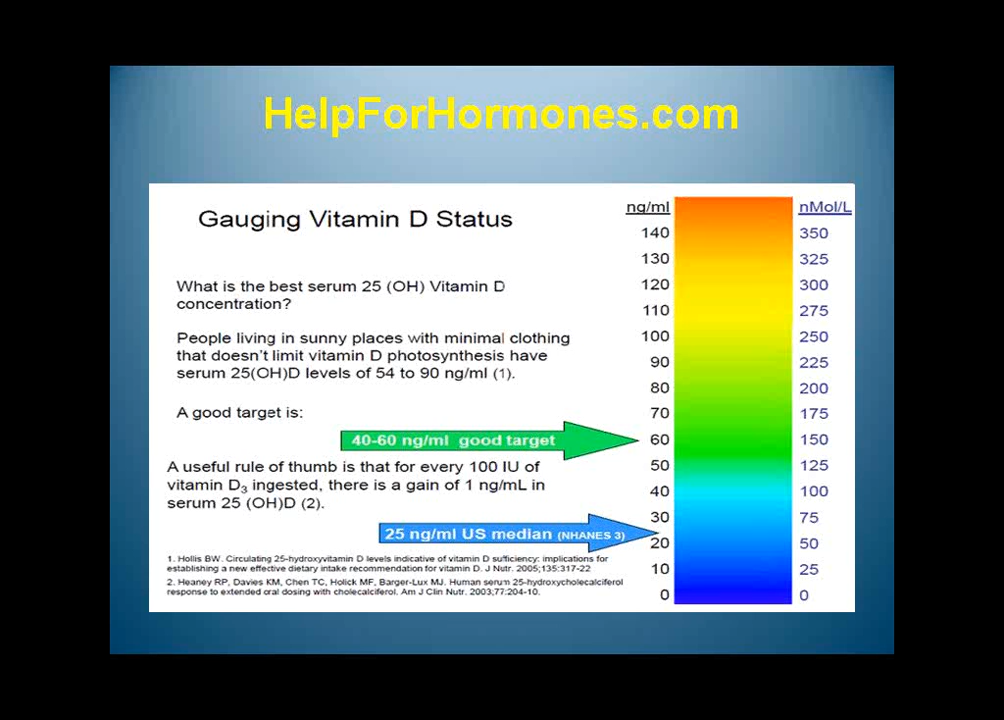 HelpForHormones.com
Gauging Vitamin D Status
What is the best serum 25 (OH) Vitamin D
concentration?
People living in sunny places with minimal clothing
that doesn't limit vitamin D photosynthesis have
serum 25(OH)D levels of 54 to 90 ng/ml (1).
A good target is:
40-60 ng/ml good target
A useful rule of thumb is that for every 100 IU of
vitamin D3 ingested, there is a gain of 1 ng/mL in
serum 25 (OH)D (2).
25 ng/ml US median (NHANES 3)
1. Hollis BW. Circulating 25-hydroxyvitamin D levels indicative of vitamin D sufficiency: implications for
establishing a new effective dietary intake recommendation for vitamin D. J Nutr. 2005;135:317-22
2. Heaney RP, Davies KM, Chen TC, Holick MF, Barger-Lux MJ. Human serum 25-hydroxycholecalciferol
response to extended oral dosing with cholecalciferol. Am J Clin Nutr. 2003;77:204-10.
ng/ml nMol/L
140 350
130 325
120 300
110 275
100 250
90 225
80 200
70 175
60 150
50 125
40 100
30 75
20 50
10 25
0 0